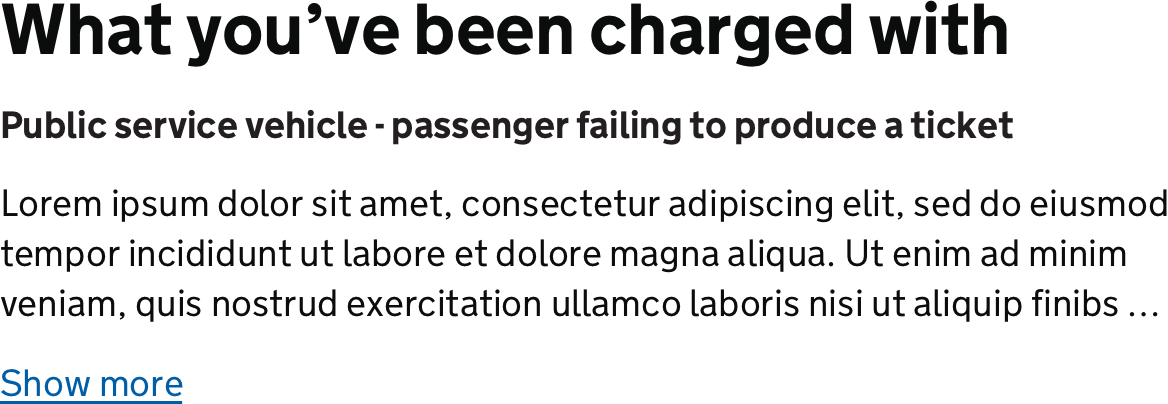 What you’ve been charged with
Public service vehicle - passenger failing to produce a ticket
Lorem ipsum dolor sit amet, consectetur adipiscing elit, sed do eiusmod
tempor incididunt ut labore et dolore magna aliqua. Ut enim ad minim
veniam, quis nostrud exercitation ullamco laboris nisi ut aliquip finibs ...
Show more